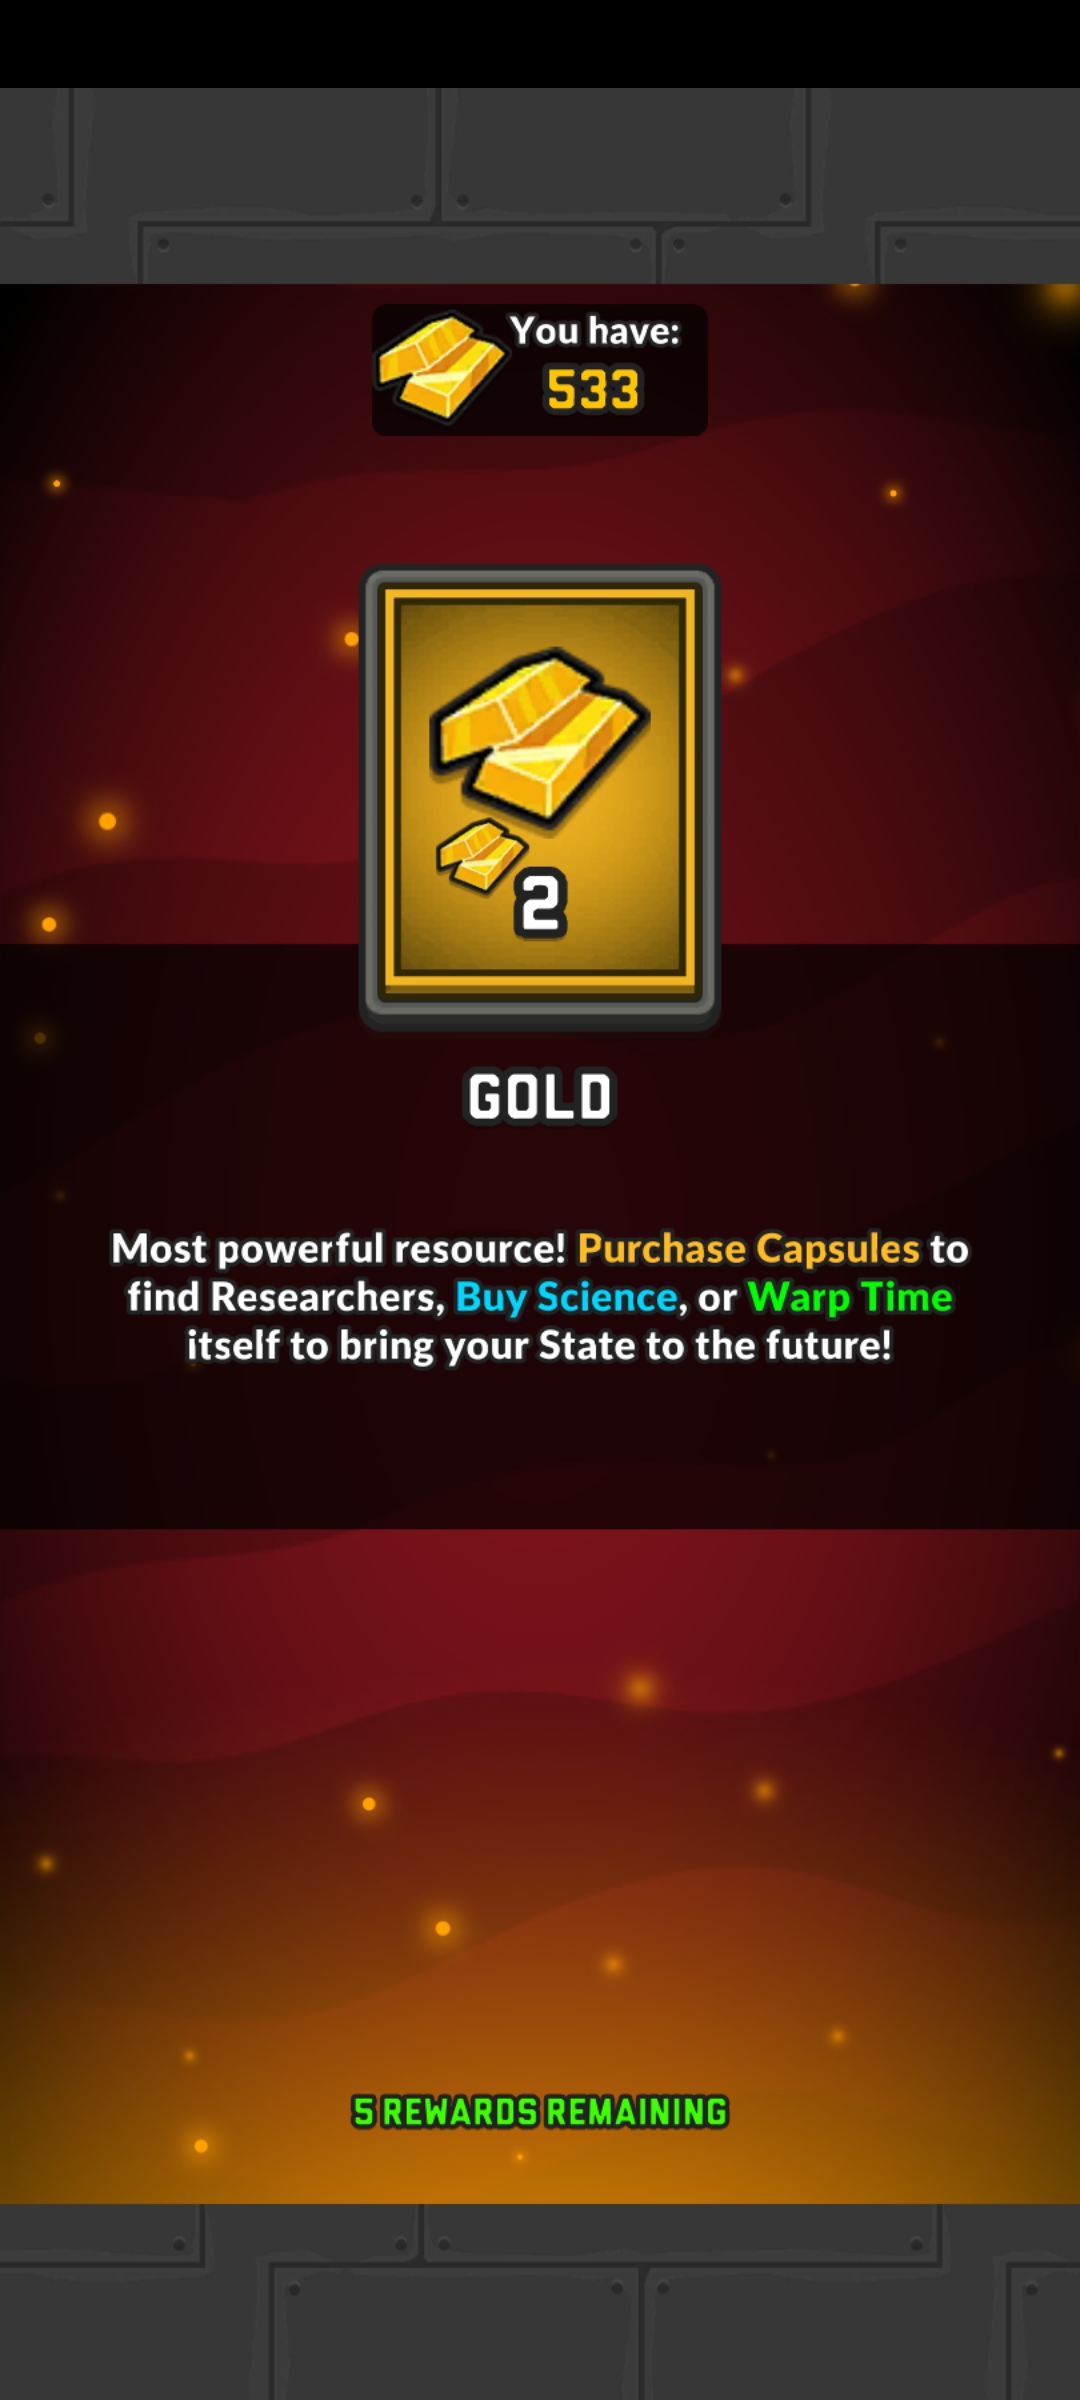 You have:
533
2
GOLD
Most powerful resource! Purchase Capsules to
find Researchers, Buy Science, or Warp Time
itself to bring your State to the future!
5 REWARDS REMAINING